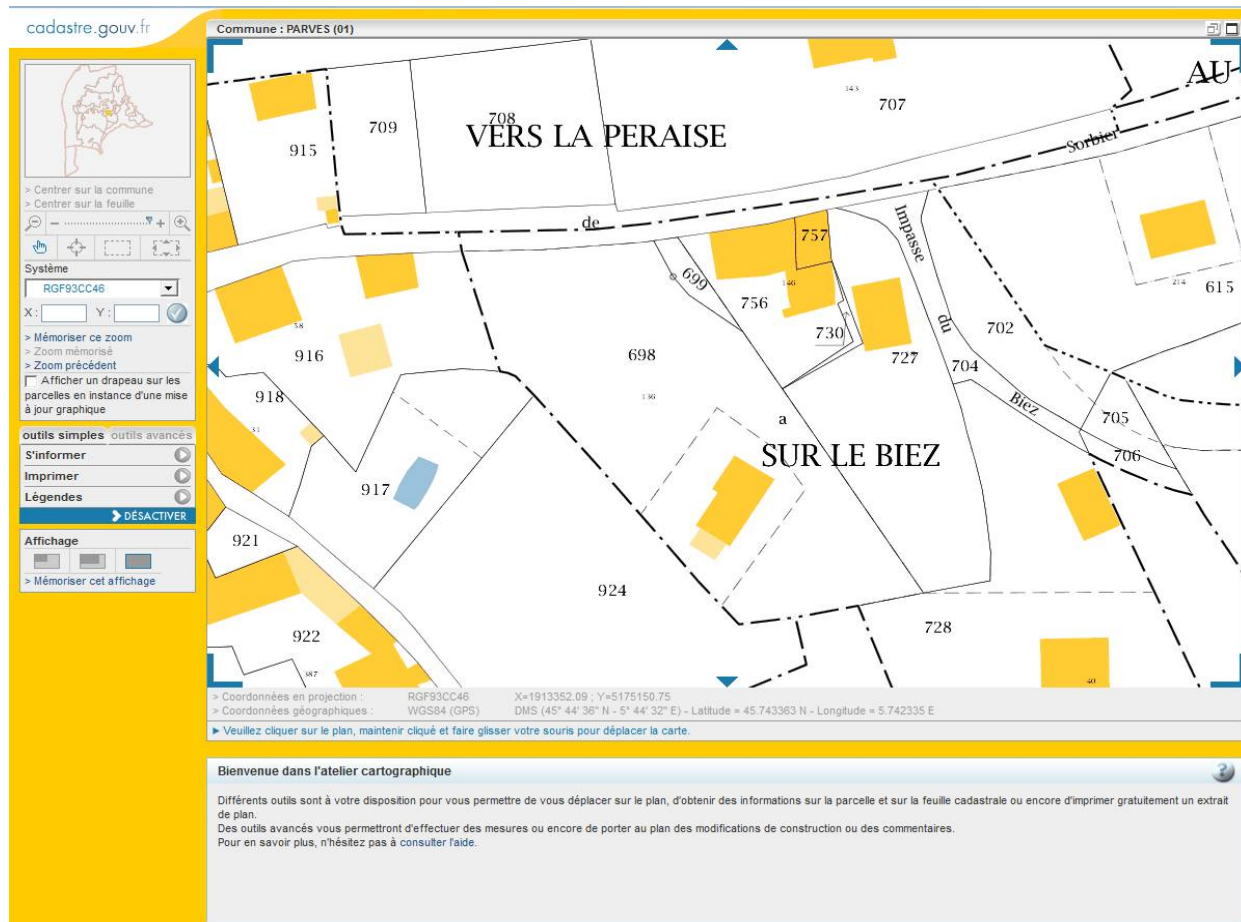 cadastre.gouv.fr
Commune : PARVES (01)
> Centrer sur la commune
> Centrer sur la feuille
Système
RGF93CC46
X :
Y :
> Mémoriser ce zoom
> Zoom mémorisé
> Zoom précédent
Afficher un drapeau sur les
parcelles en instance d'une mise
à jour graphique
outils simples outils avancés
S'informer
Imprimer
Légendes
DÉSACTIVER
Affichage
> Mémoriser cet affichage
AU
143
707
709
708
VERS LA PERAISE
915
Sorbier
de
Impasse
757
699
214
615
756
146
58
730
702
916
698
du
727
704
918
136
Biez
705
a
31
SUR LE BIEZ
706
917
921
924
728
922
387
40
> Coordonnées en projection : RGF93CC46 X=1913352.09 ; Y=5175150.75
> Coordonnées géographiques : WGS84 (GPS) DMS (45° 44' 36" N - 5° 44' 32" E) - Latitude = 45.743363 N - Longitude = 5.742335 E
Veuillez cliquer sur le plan, maintenir cliqué et faire glisser votre souris pour déplacer la carte.
Bienvenue dans l'atelier cartographique
Différents outils sont à votre disposition pour vous permettre de vous déplacer sur le plan, d'obtenir des informations sur la parcelle et sur la feuille cadastrale ou encore d'imprimer gratuitement un extrait
de plan.
Des outils avancés vous permettront d'effectuer des mesures ou encore de porter au plan des modifications de construction ou des commentaires.
Pour en savoir plus, n'hésitez pas à consulter l'aide.